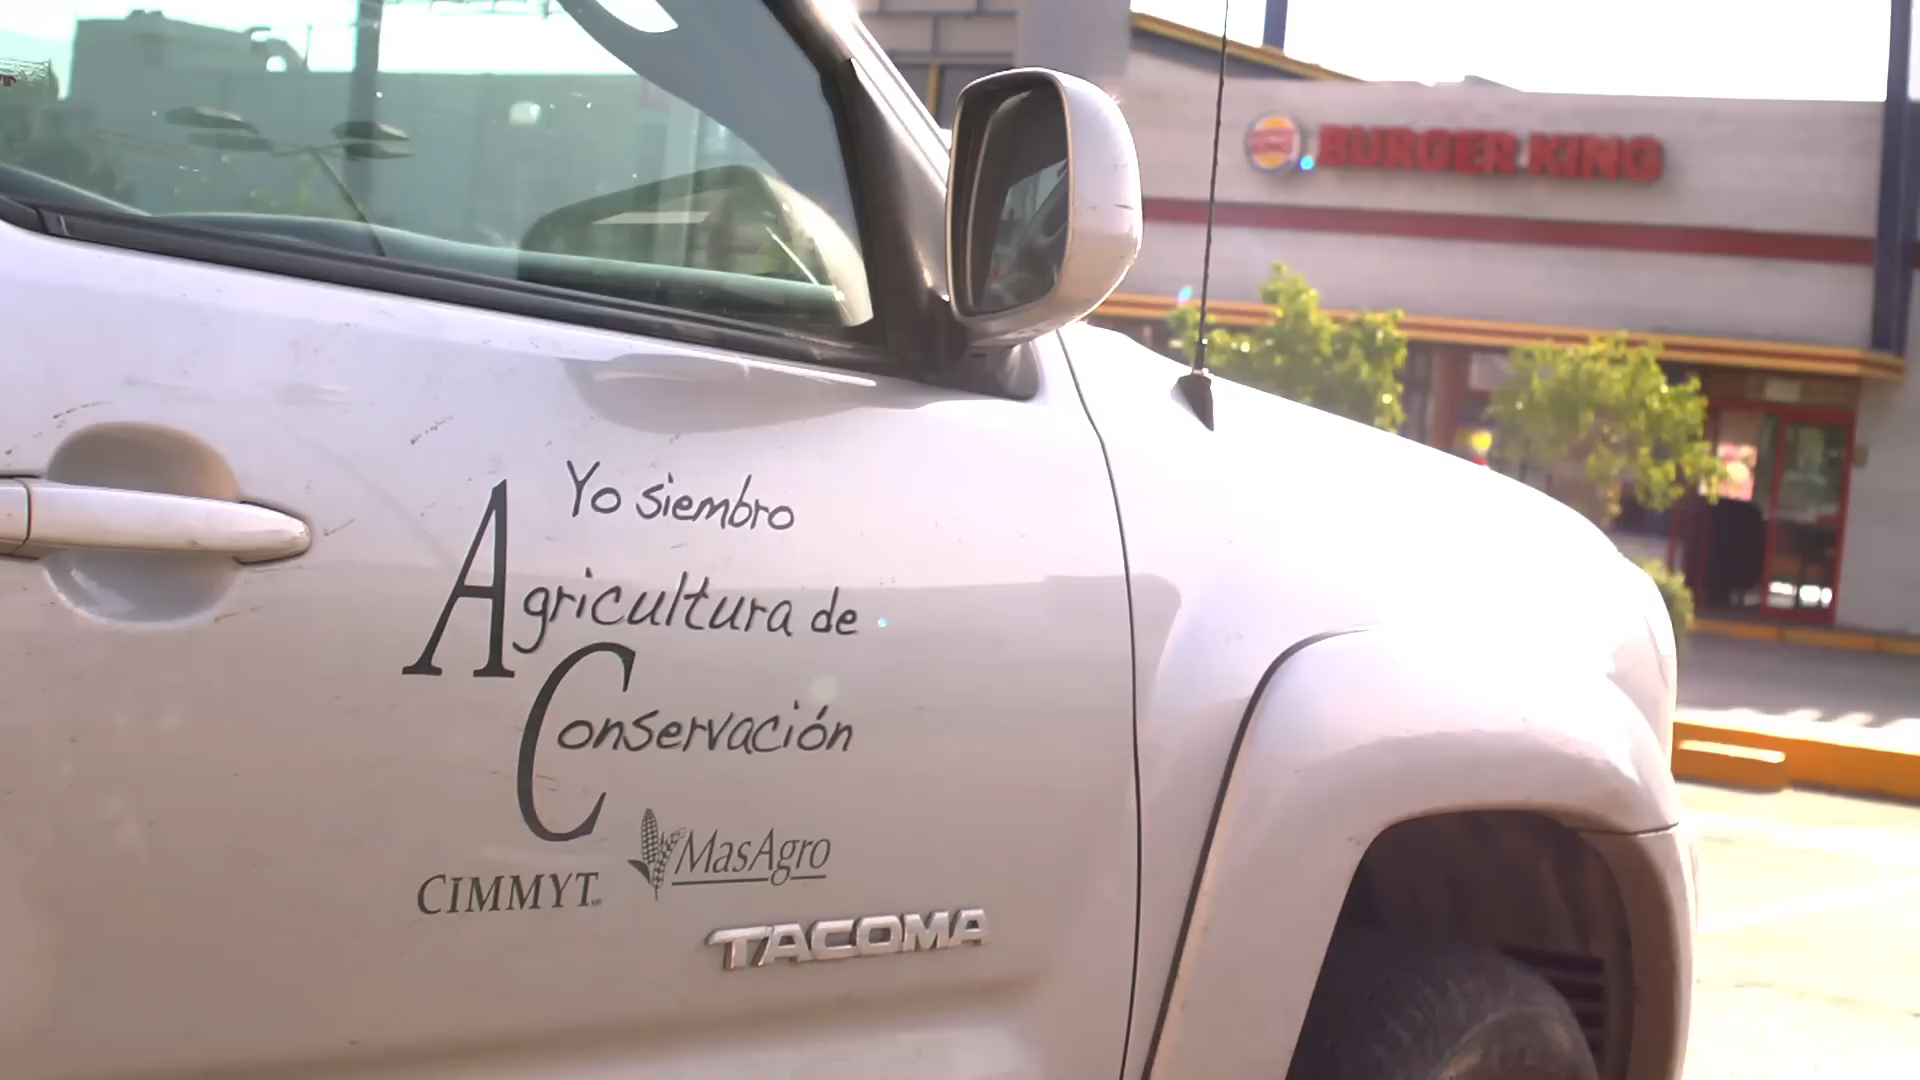 BURGER KING
Yo siembro
Agricultura de
Conservación
CIMMYT
MasAgro
TACOMA